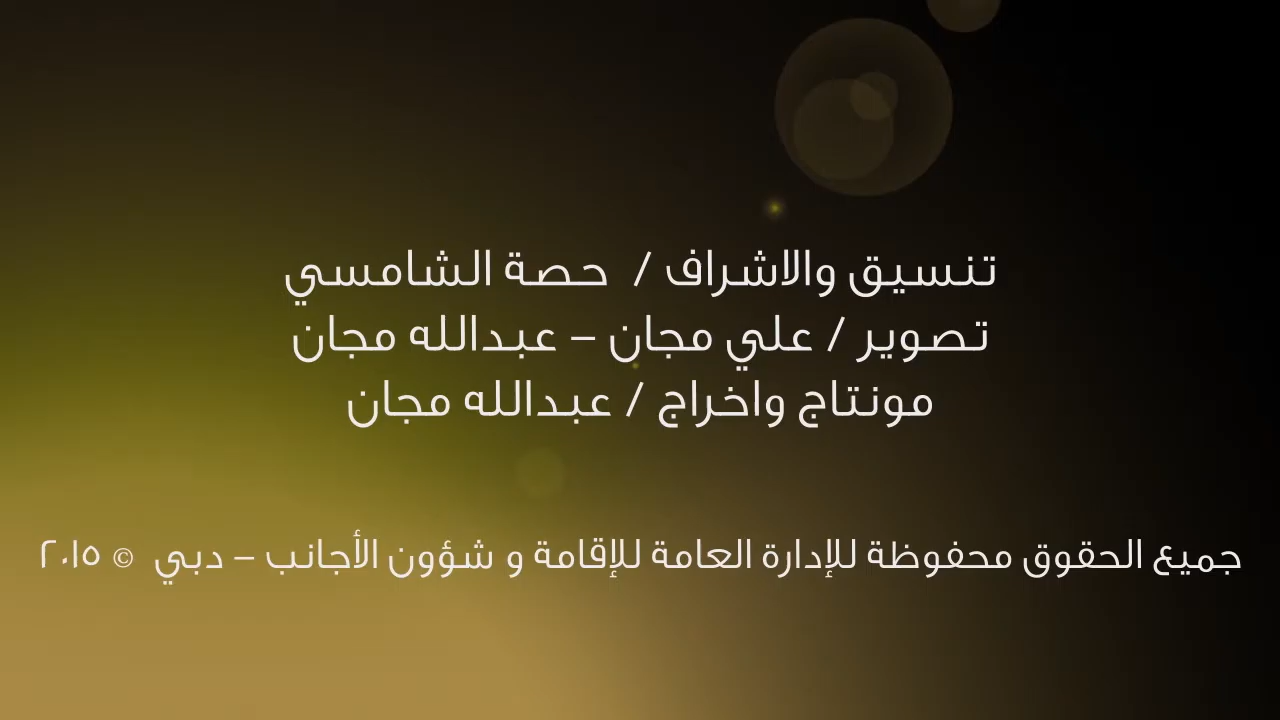 تنسيق والاشراف / حصة الشامسي
تصوير / علي مجان – عبدالله مجان
مونتاج واخراج / عبدالله مجان
جميع الحقوق محفوظة للإدارة العامة للإقامة و شؤون الأجانب – دبي © ٢٠١٥